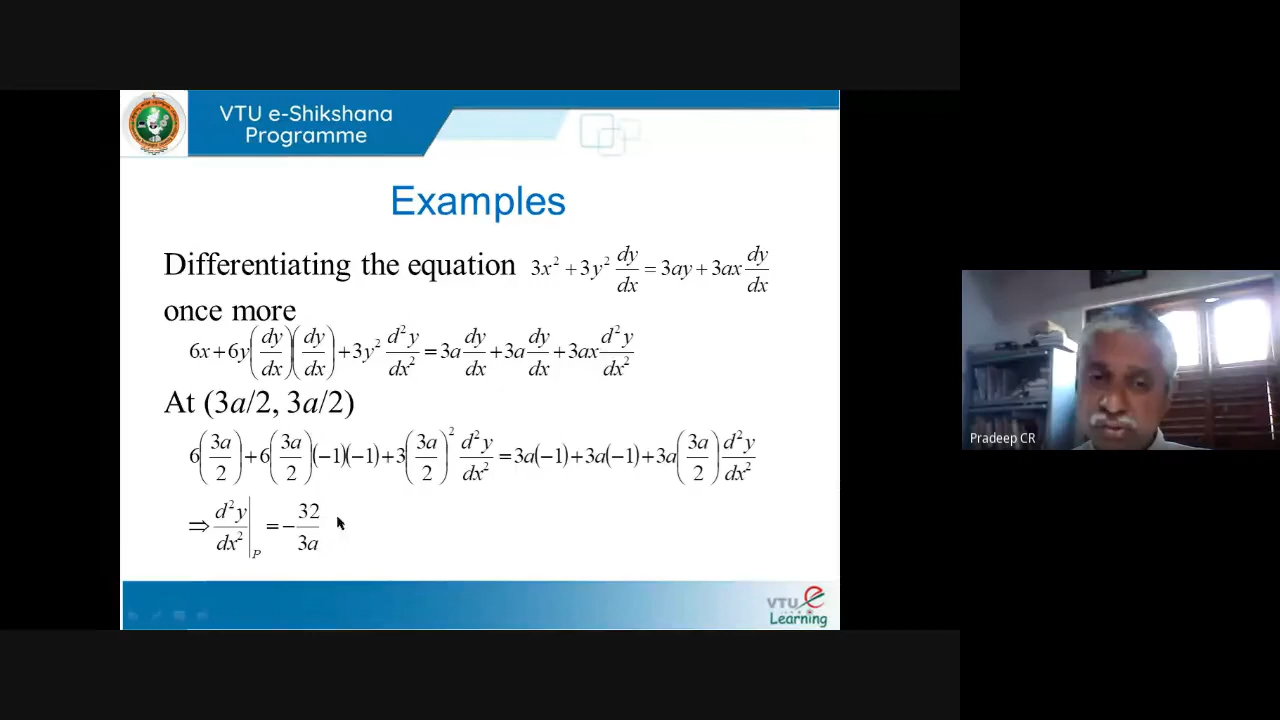 VTU e-Shikshana
Programme
Examples
Differentiating the equation 3x² + 3y² dy/dx = 3ay + 3ax dy/dx
once more
6x + 6y(dy/dx)(dy/dx) + 3y² d²y/dx² = 3a dy/dx + 3a dy/dx + 3ax d²y/dx²
At (3a/2, 3a/2)
6(3a/2) + 6(3a/2)(−1)(−1) + 3(3a/2)² d²y/dx² = 3a(−1) + 3a(−1) + 3a(3a/2) d²y/dx²
⇒ d²y/dx²|P = − 32/3a
VTU e
Learning
Pradeep CR